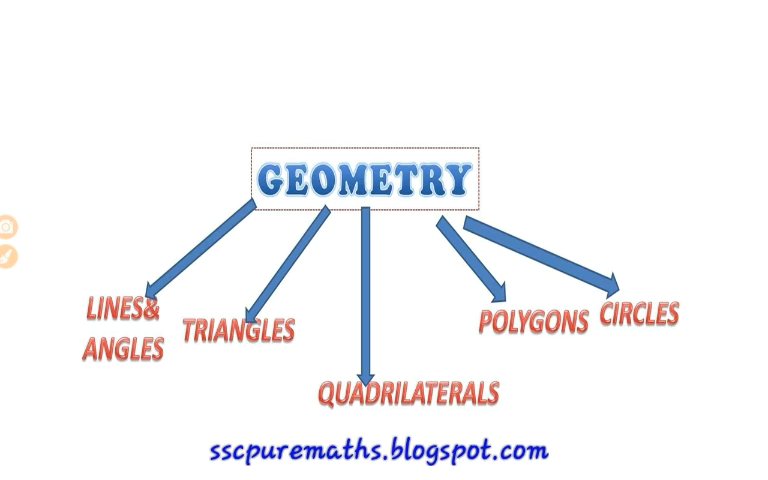 GEOMETRY
LINES&
ANGLES
TRIANGLES
QUADRILATERALS
POLYGONS
CIRCLES
sscpuremaths.blogspot.com